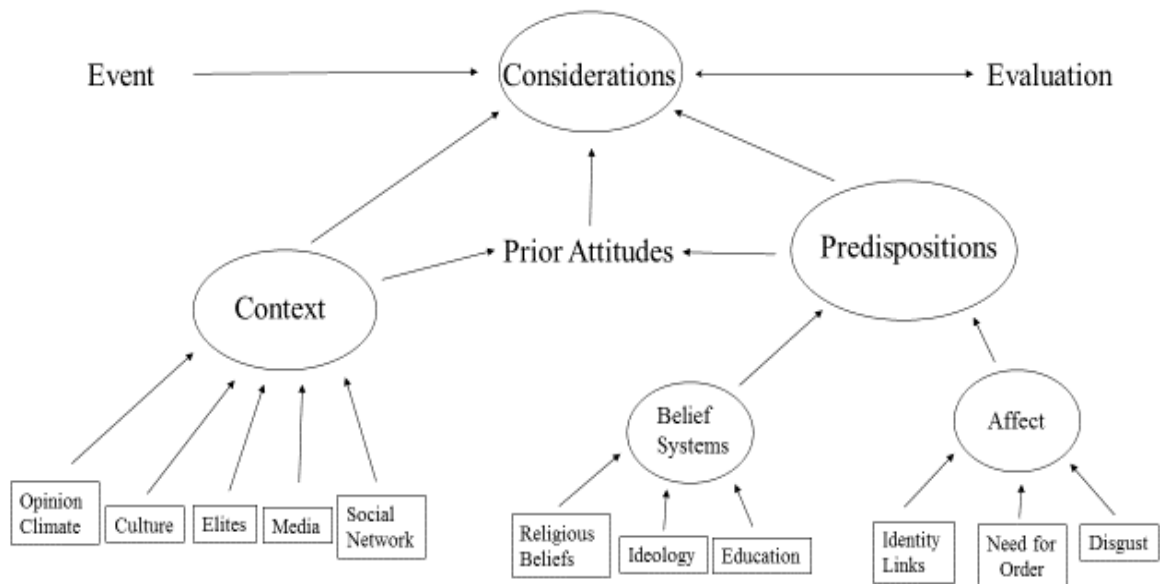 Event
Considerations
Evaluation
Prior Attitudes
Predispositions
Context
Belief
Systems
Affect
Opinion
Climate
Culture
Elites
Media
Social
Network
Religious
Beliefs
Ideology
Education
Identity
Links
Need for
Order
Disgust